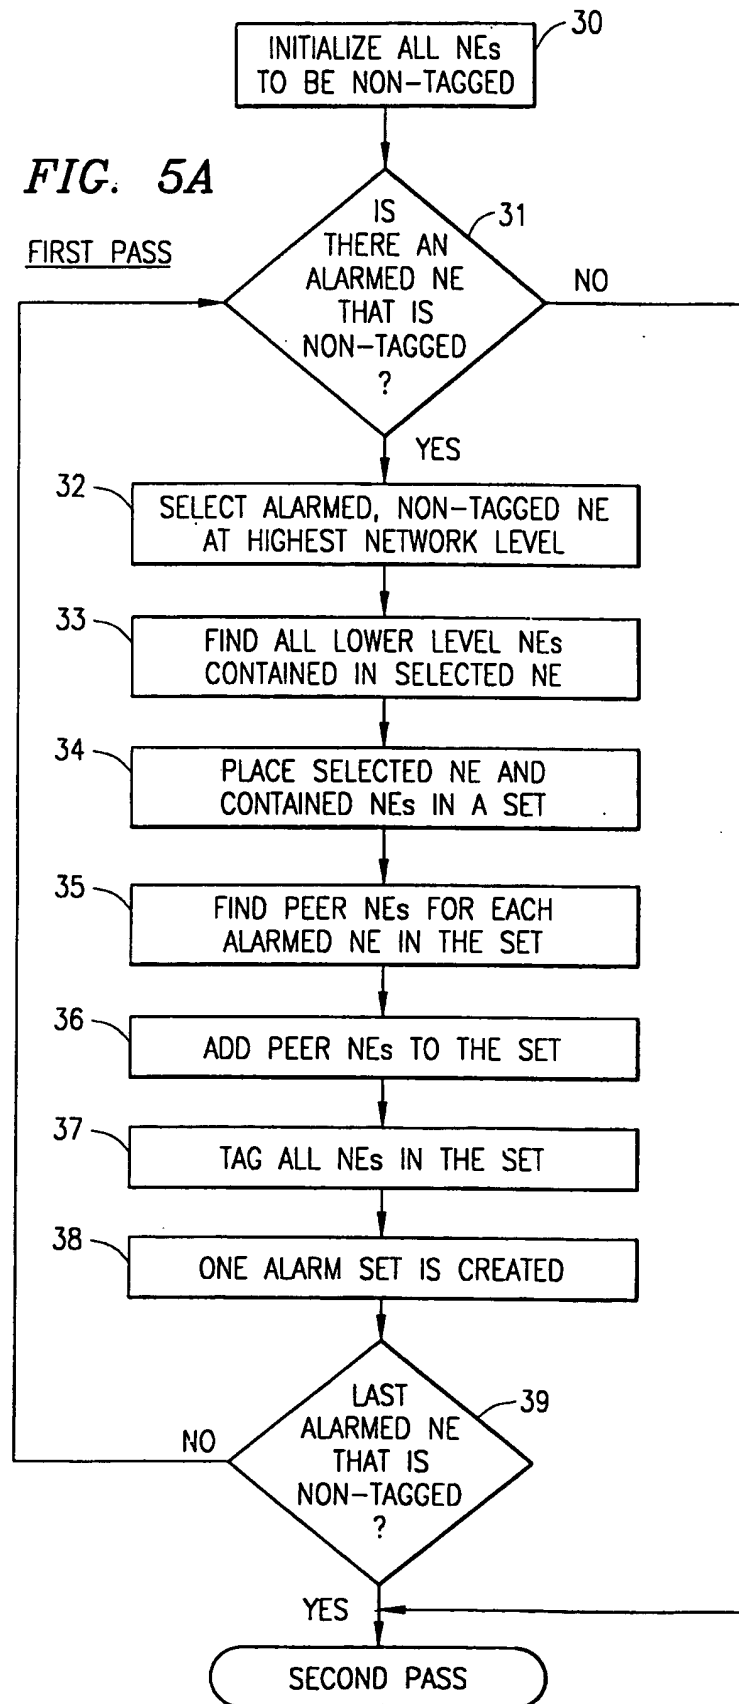 30
INITIALIZE ALL NEs
TO BE NON-TAGGED
FIG. 5A
FIRST PASS
31
IS
THERE AN
ALARMED NE
THAT IS
NON-TAGGED
?
NO
YES
32
SELECT ALARMED, NON-TAGGED NE
AT HIGHEST NETWORK LEVEL
33
FIND ALL LOWER LEVEL NEs
CONTAINED IN SELECTED NE
34
PLACE SELECTED NE AND
CONTAINED NEs IN A SET
35
FIND PEER NEs FOR EACH
ALARMED NE IN THE SET
36
ADD PEER NEs TO THE SET
37
TAG ALL NEs IN THE SET
38
ONE ALARM SET IS CREATED
39
LAST
ALARMED NE
THAT IS
NON-TAGGED
?
NO
YES
SECOND PASS